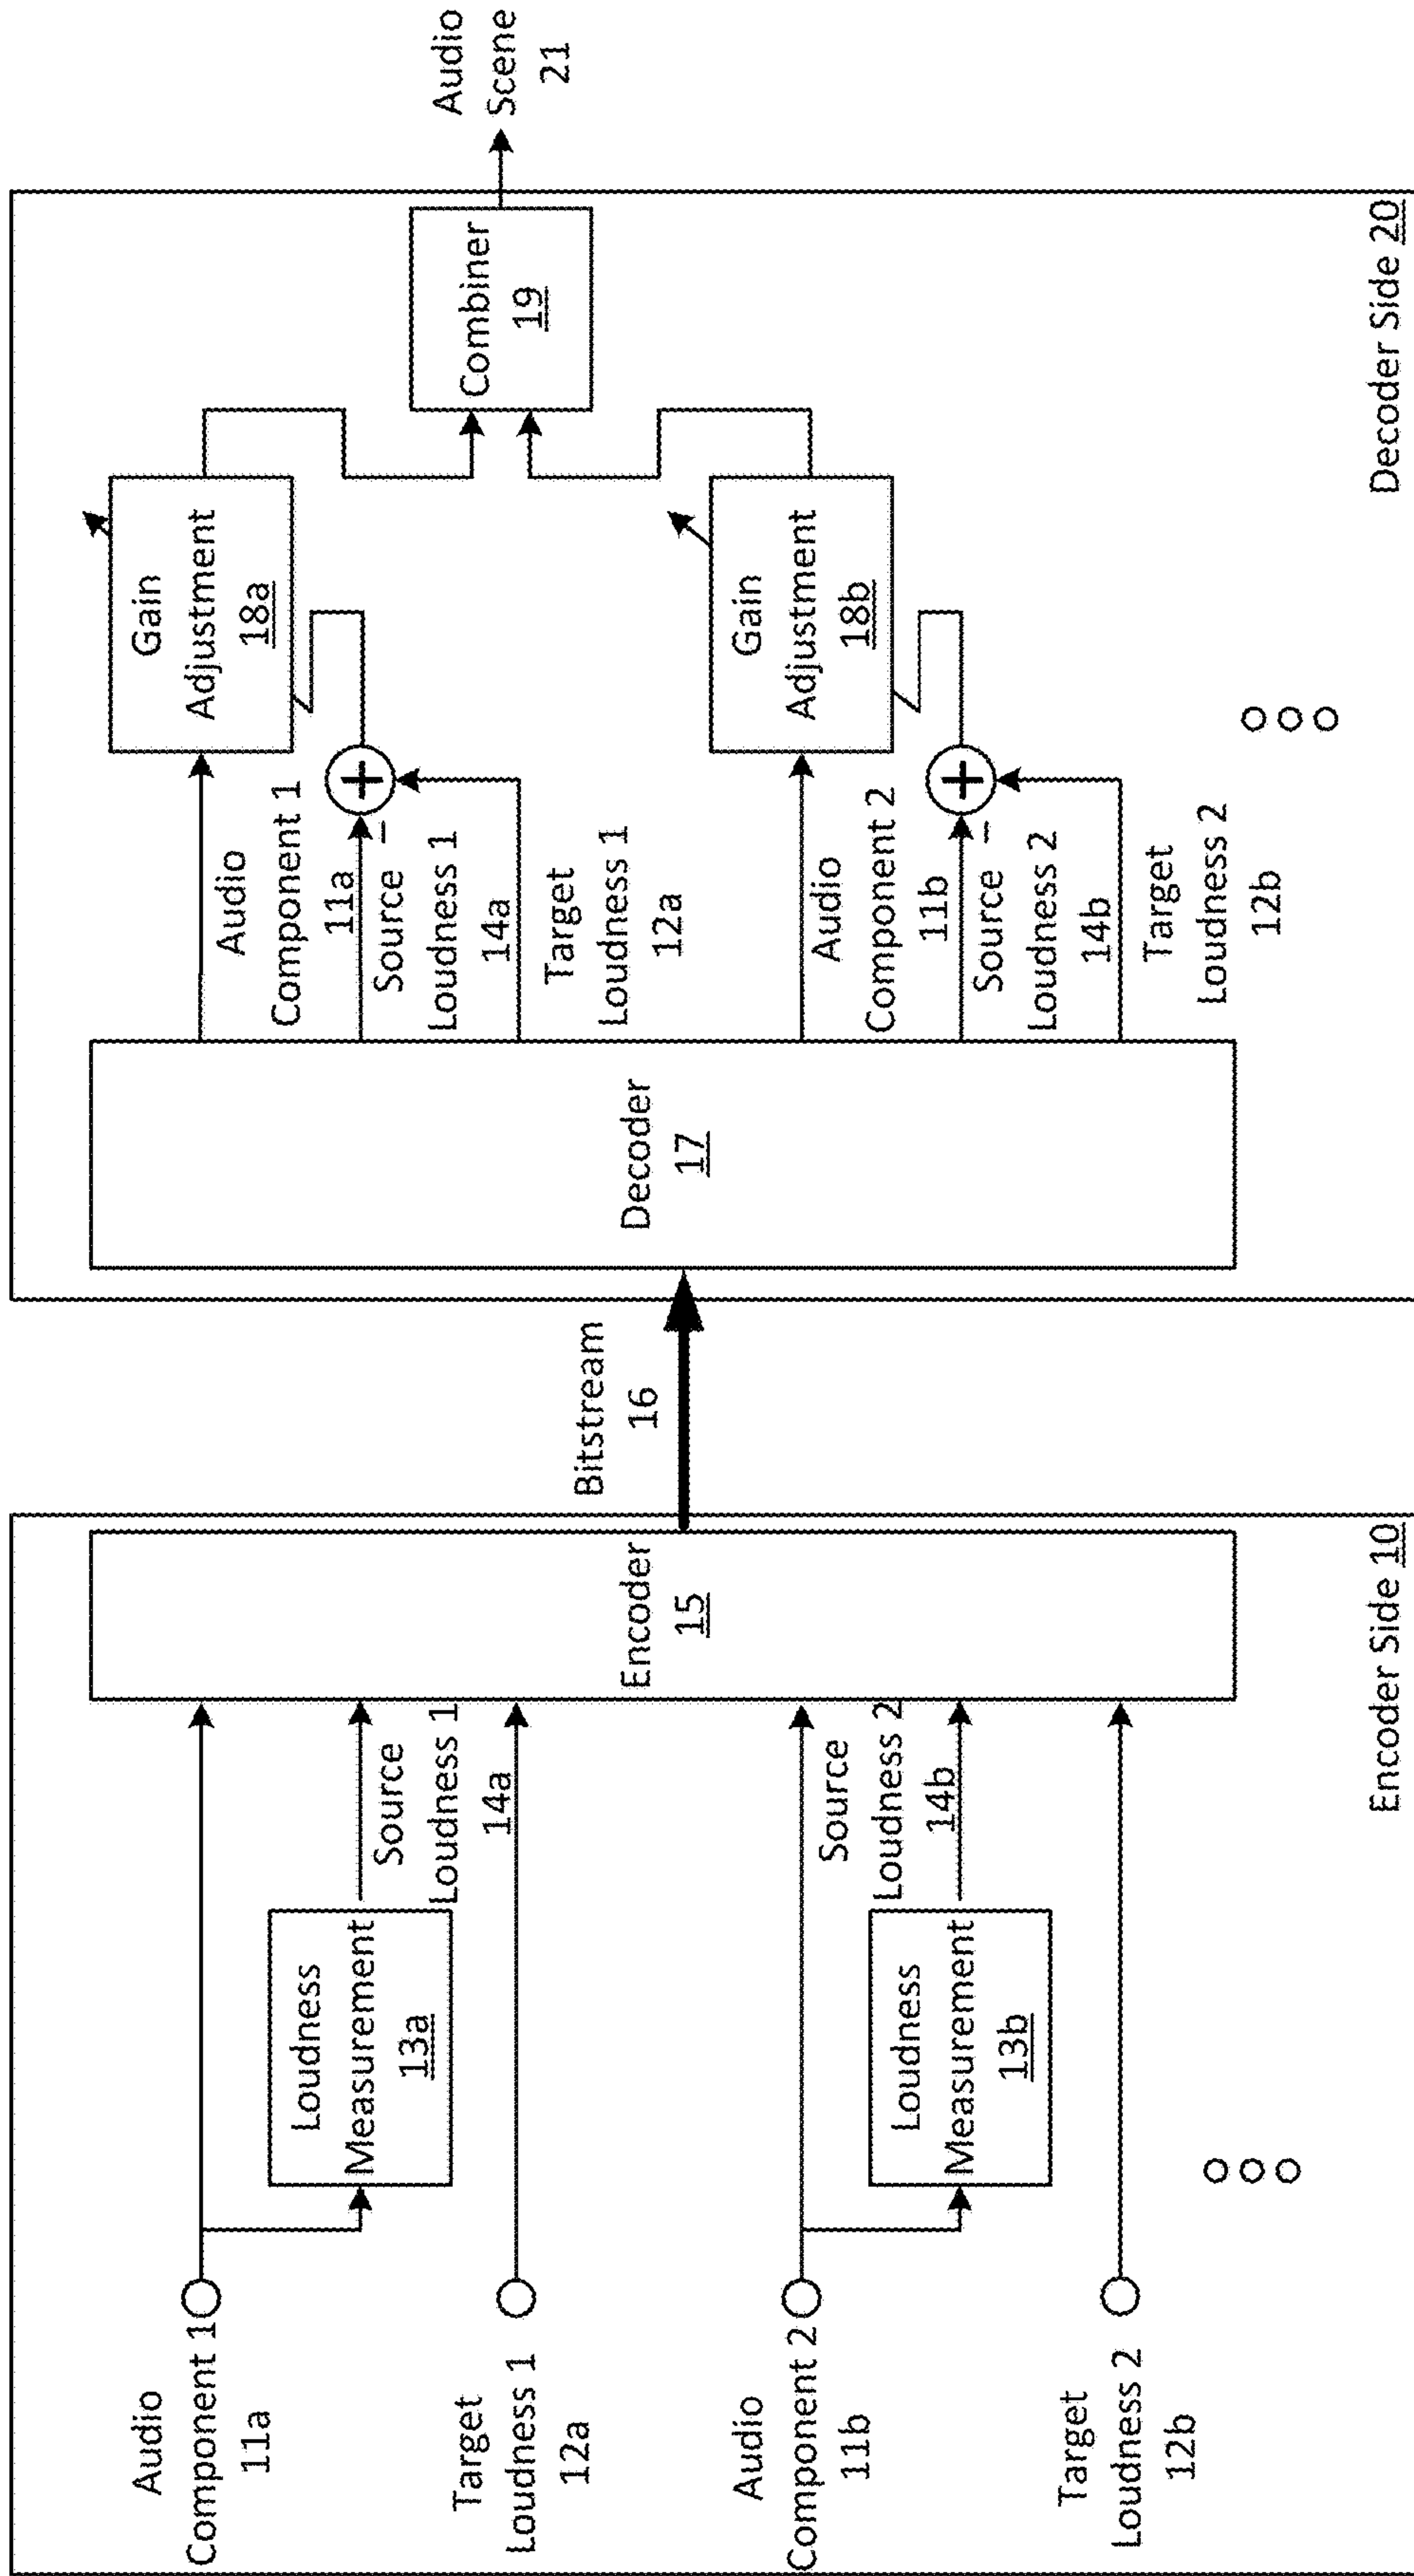 Audio
Component 1
11a
Target
Loudness 1
12a
Audio
Component 2
11b
Target
Loudness 2
12b
Loudness
Measurement
13a
Source
Loudness 1
14a
Loudness
Measurement
13b
Source
Loudness 2
14b
Encoder
15
Encoder Side 10
Bitstream
16
Decoder
17
Audio
Component 1
11a
Source
Loudness 1
14a
Target
Loudness 1
12a
Audio
Component 2
11b
Source
Loudness 2
14b
Target
Loudness 2
12b
+
−
+
−
Gain
Adjustment
18a
Gain
Adjustment
18b
Combiner
19
Decoder Side 20
Audio
Scene
21